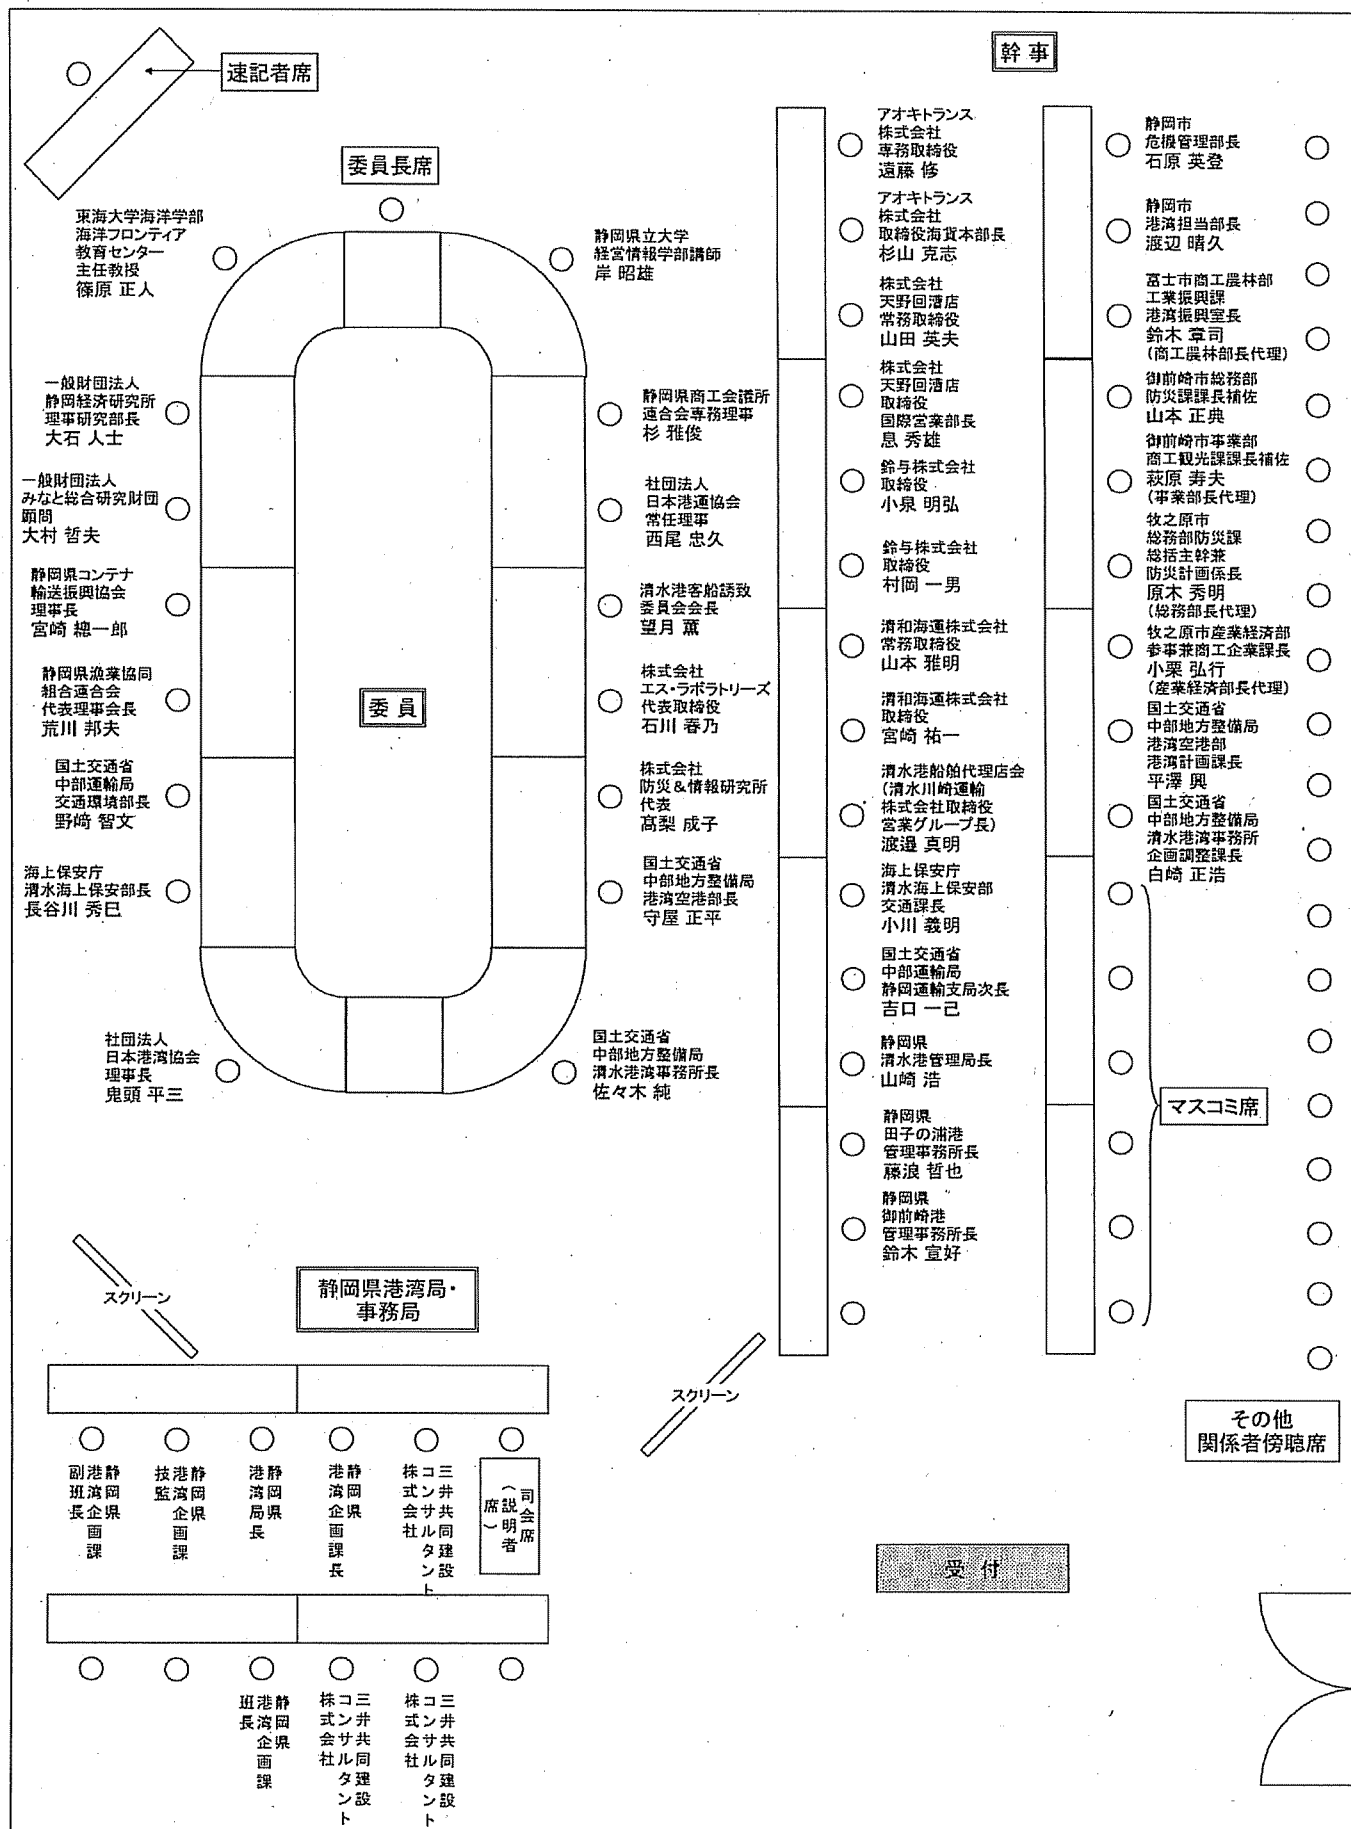 速記者席
幹 事
委員長席
東海大学海洋学部
海洋フロンティア
教育センター
主任教授
篠原 正人
静岡県立大学
経営情報学部講師
岸 昭雄
一般財団法人
静岡経済研究所
理事研究部長
大石 人士
静岡県商工会議所
連合会専務理事
杉 雅俊
一般財団法人
みなと総合研究財団
顧問
大村 哲夫
社団法人
日本港運協会
常任理事
西尾 忠久
静岡県コンテナ
輸送振興協会
理事長
宮崎 總一郎
清水港客船誘致
委員会会長
望月 薫
静岡県漁業協同
組合連合会
代表理事会長
荒川 邦夫
委 員
株式会社
エス・ラボラトリーズ
代表取締役
石川 春乃
国土交通省
中部運輸局
交通環境部長
野﨑 智文
株式会社
防災&情報研究所
代表
髙梨 成子
海上保安庁
清水海上保安部長
長谷川 秀巳
国土交通省
中部地方整備局
港湾空港部長
守屋 正平
社団法人
日本港湾協会
理事長
鬼頭 平三
国土交通省
中部地方整備局
清水港湾事務所長
佐々木 純
アオキトランス
株式会社
専務取締役
遠藤 修
アオキトランス
株式会社
取締役海貨本部長
杉山 克志
株式会社
天野回漕店
常務取締役
山田 英夫
株式会社
天野回漕店
取締役
国際営業部長
息 秀雄
鈴与株式会社
取締役
小泉 明弘
鈴与株式会社
取締役
村岡 一男
清和海運株式会社
常務取締役
山本 雅明
清和海運株式会社
取締役
宮崎 祐一
清水港船舶代理店会
(清水川崎運輸
株式会社取締役
営業グループ長)
渡邉 真明
海上保安庁
清水海上保安部
交通課長
小川 義明
国土交通省
中部運輸局
静岡運輸支局次長
吉口 一己
静岡県
清水港管理局長
山崎 浩
静岡県
田子の浦港
管理事務所長
藤浪 哲也
静岡県
御前崎港
管理事務所長
鈴木 宣好
静岡市
危機管理部長
石原 英登
静岡市
港湾担当部長
渡辺 晴久
富士市商工農林部
工業振興課
港湾振興室長
鈴木 章司
(商工農林部長代理)
御前崎市総務部
防災課課長補佐
山本 正典
御前崎市事業部
商工観光課課長補佐
萩原 寿夫
(事業部長代理)
牧之原市
総務部防災課
総括主幹兼
防災計画係長
原木 秀明
(総務部長代理)
牧之原市産業経済部
参事兼商工企業課長
小栗 弘行
(産業経済部長代理)
国土交通省
中部地方整備局
港湾空港部
港湾計画課長
平澤 興
国土交通省
中部地方整備局
清水港湾事務所
企画調整課長
白崎 正浩
マスコミ席
スクリーン
静岡県港湾局・
事務局
スクリーン
その他
関係者傍聴席
静岡県
港湾企画課
副班長
静岡県
港湾企画課
技監
静岡県
港湾局長
静岡県
港湾企画課長
三井共同建設
コンサルタント
株式会社
司会席
(説明者
席)
受 付
静岡県
港湾企画課
班長
三井共同建設
コンサルタント
株式会社
三井共同建設
コンサルタント
株式会社